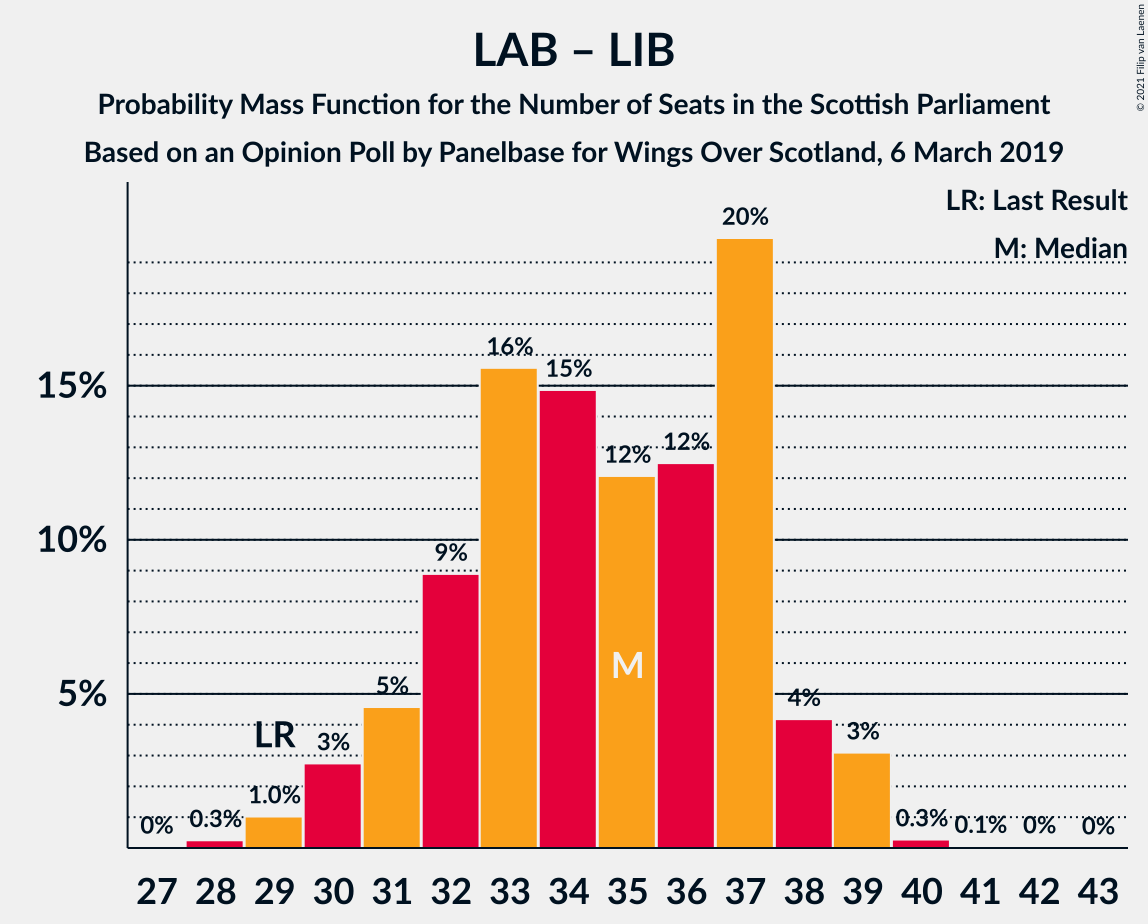 © 2021 Filip van Laenen
LAB – LIB
Probability Mass Function for the Number of Seats in the Scottish Parliament
Based on an Opinion Poll by Panelbase for Wings Over Scotland, 6 March 2019
LR: Last Result
M: Median
20%
16%
15%
15%
12%
12%
10%
9%
M
5%
5%
4%
LR
3%
3%
1.0%
0%
0.3%
0.3%
0.1%
0%
0%
27 28 29 30 31 32 33 34 35 36 37 38 39 40 41 42 43